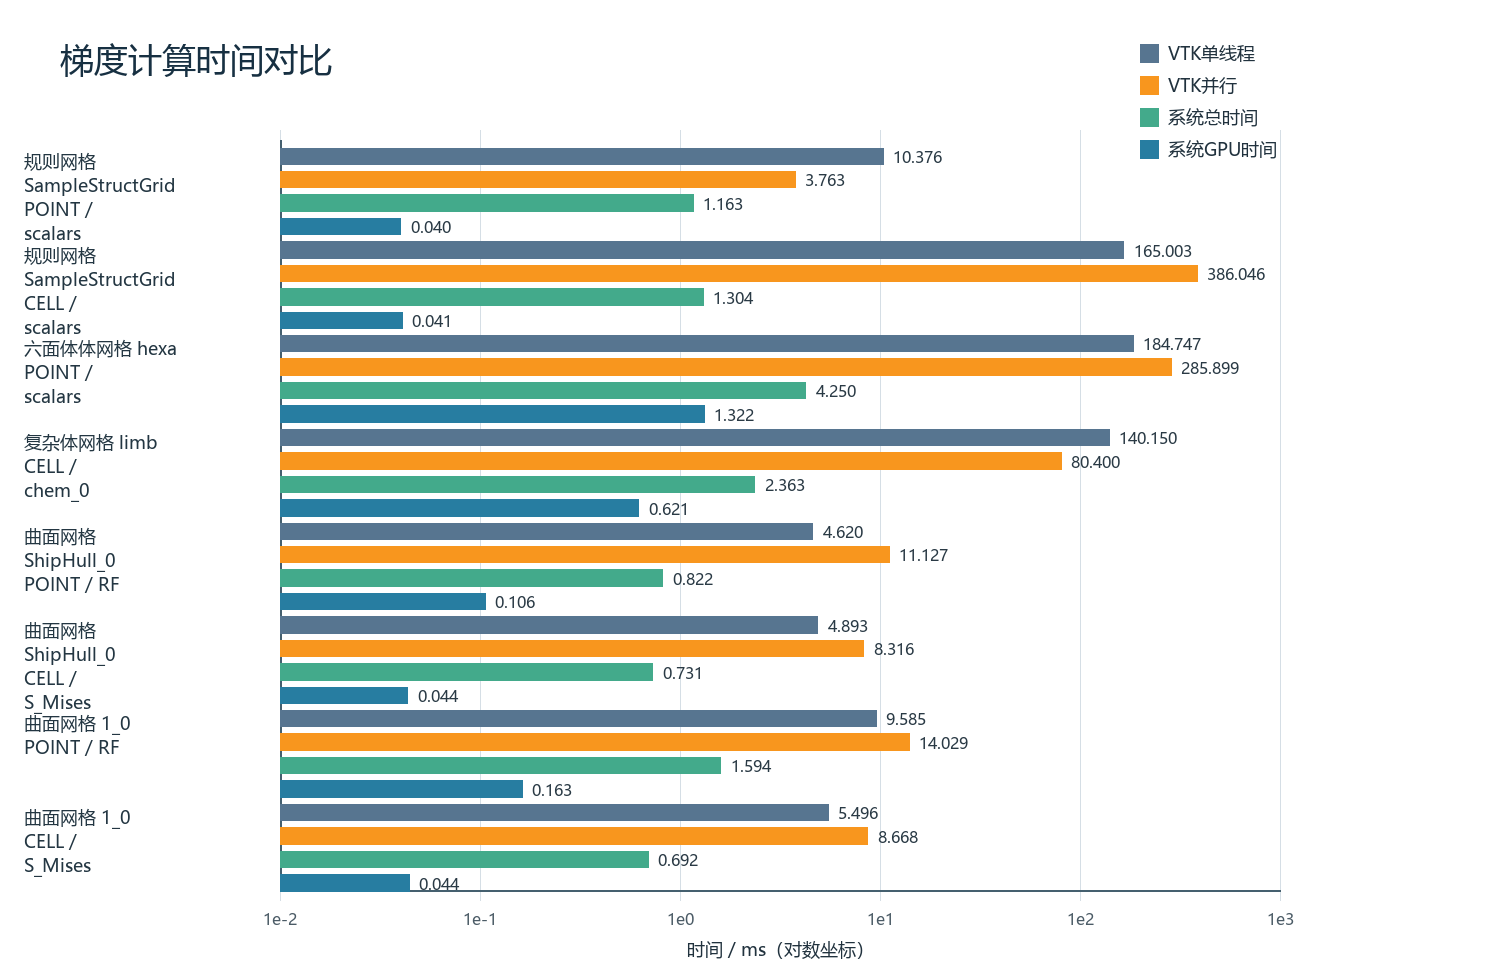 梯度计算时间对比
VTK单线程
VTK并行
系统总时间
系统GPU时间
规则网格
SampleStructGrid
POINT /
scalars
10.376
3.763
1.163
0.040
规则网格
SampleStructGrid
CELL /
scalars
165.003
386.046
1.304
0.041
六面体体网格 hexa
POINT /
scalars
184.747
285.899
4.250
1.322
复杂体网格 limb
CELL /
chem_0
140.150
80.400
2.363
0.621
曲面网格
ShipHull_0
POINT / RF
4.620
11.127
0.822
0.106
曲面网格
ShipHull_0
CELL /
S_Mises
4.893
8.316
0.731
0.044
曲面网格 1_0
POINT / RF
9.585
14.029
1.594
0.163
曲面网格 1_0
CELL /
S_Mises
5.496
8.668
0.692
0.044
1e-2
1e-1
1e0
1e1
1e2
1e3
时间 / ms（对数坐标）